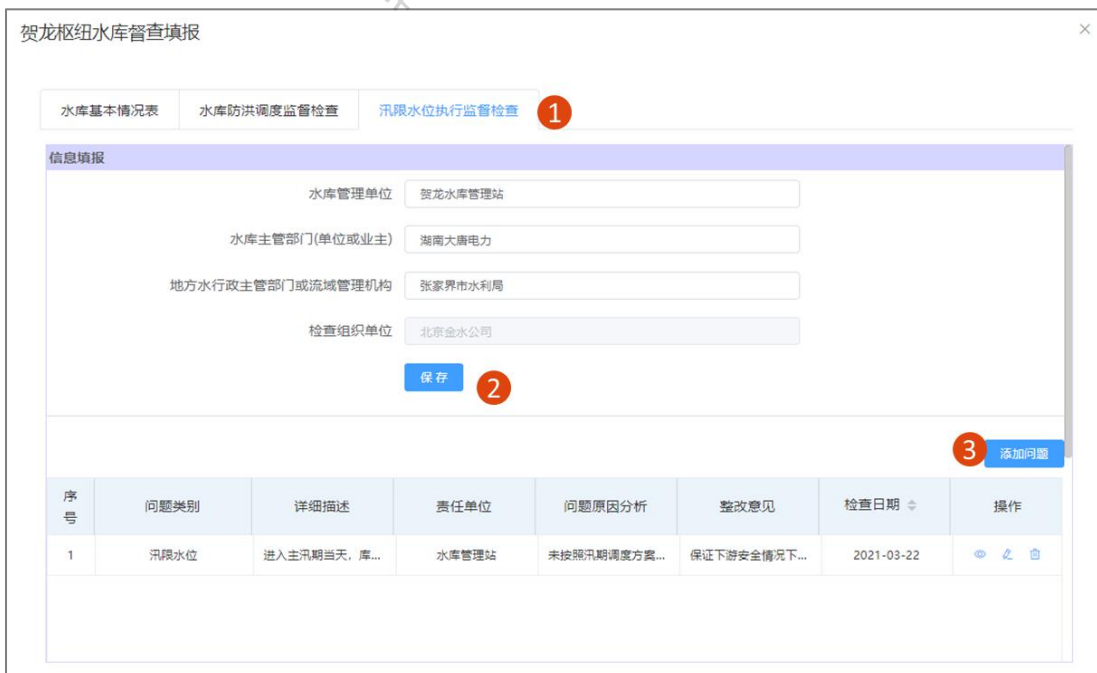 贺龙枢纽水库督查填报
水库基本情况表 水库防洪调度监督检查 汛限水位执行监督检查 1
信息填报
水库管理单位 贺龙水库管理站
水库主管部门(单位或业主) 湖南大唐电力
地方水行政主管部门或流域管理机构 张家界市水利局
检查组织单位 北京金水公司
保存 2
3 添加问题
序号 问题类别 详细描述 责任单位 问题原因分析 整改意见 检查日期 操作
1 汛限水位 进入主汛期当天，库... 水库管理站 未按照汛期调度方案... 保证下游安全情况下... 2021-03-22